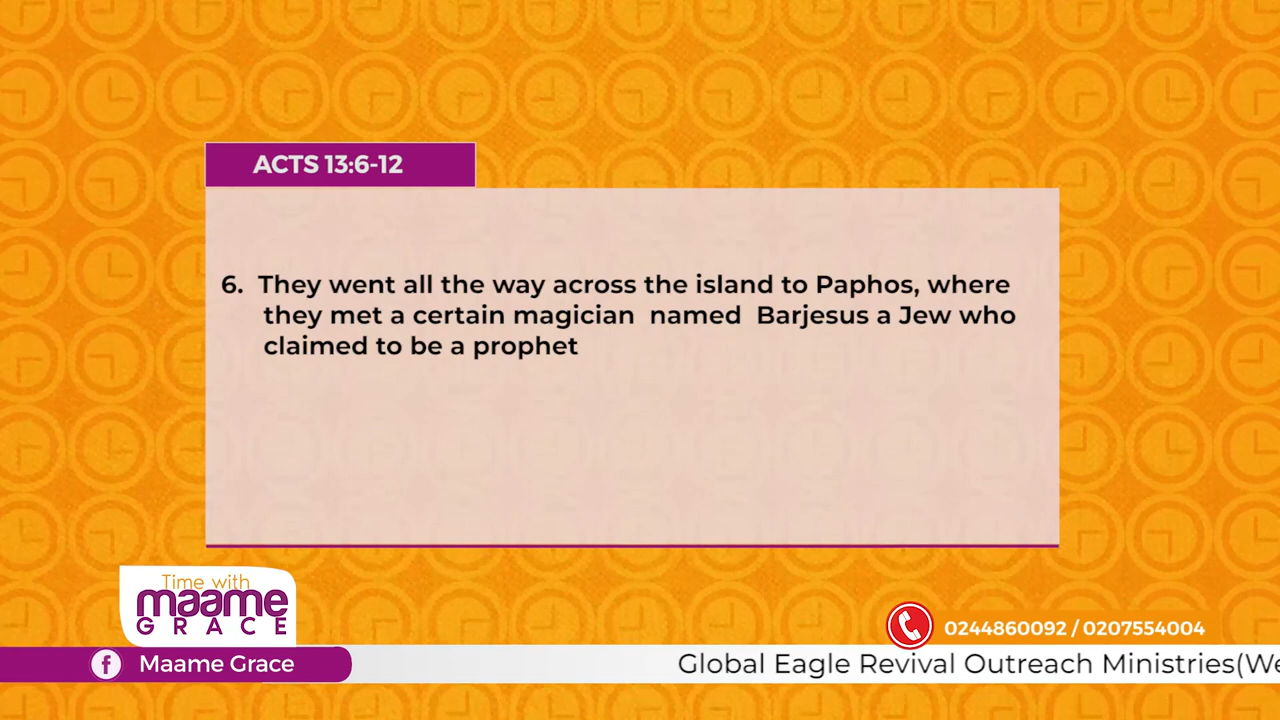 ACTS 13:6-12
6. They went all the way across the island to Paphos, where
they met a certain magician named Barjesus a Jew who
claimed to be a prophet
Time with
maame
GRACE
0244860092 / 0207554004
Maame Grace
Global Eagle Revival Outreach Ministries(We